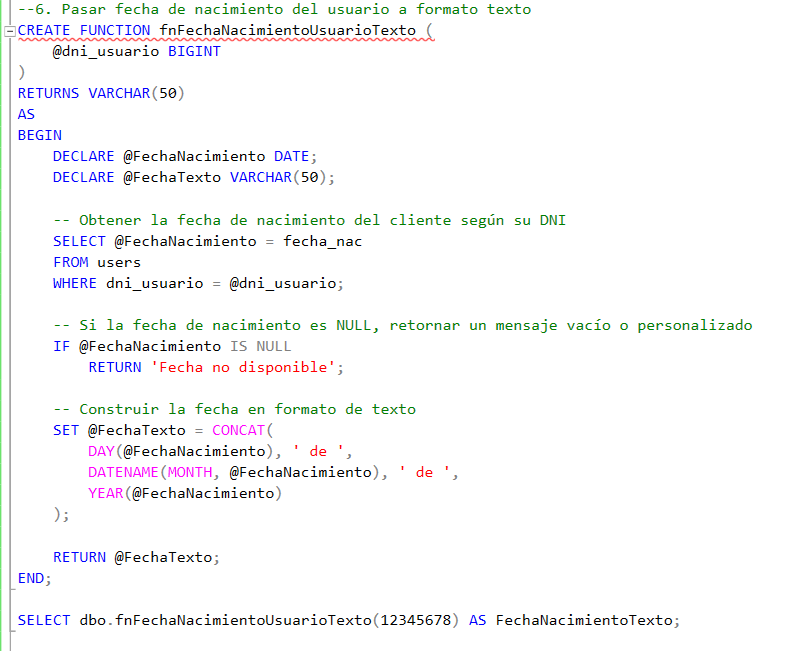 --6. Pasar fecha de nacimiento del usuario a formato texto
CREATE FUNCTION fnFechaNacimientoUsuarioTexto (
    @dni_usuario BIGINT
)
RETURNS VARCHAR(50)
AS
BEGIN
    DECLARE @FechaNacimiento DATE;
    DECLARE @FechaTexto VARCHAR(50);

    -- Obtener la fecha de nacimiento del cliente según su DNI
    SELECT @FechaNacimiento = fecha_nac
    FROM users
    WHERE dni_usuario = @dni_usuario;

    -- Si la fecha de nacimiento es NULL, retornar un mensaje vacío o personalizado
    IF @FechaNacimiento IS NULL
        RETURN 'Fecha no disponible';

    -- Construir la fecha en formato de texto
    SET @FechaTexto = CONCAT(
        DAY(@FechaNacimiento), ' de ',
        DATENAME(MONTH, @FechaNacimiento), ' de ',
        YEAR(@FechaNacimiento)
    );

    RETURN @FechaTexto;
END;

SELECT dbo.fnFechaNacimientoUsuarioTexto(12345678) AS FechaNacimientoTexto;